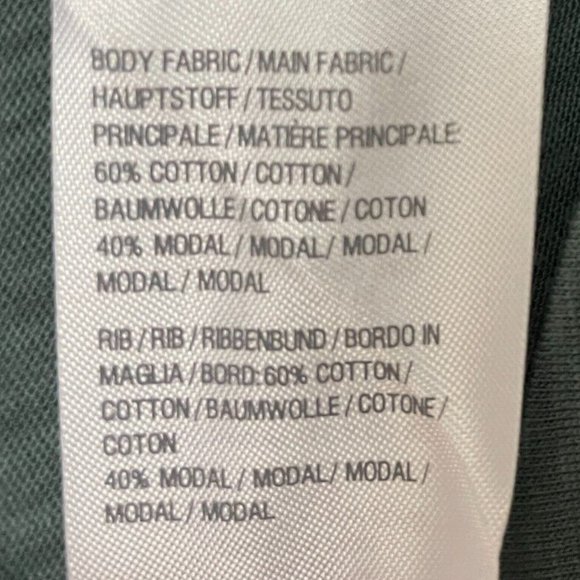 BODY FABRIC/MAIN FABRIC/
HAUPTSTOFF/TESSUTO
PRINCIPALE/MATIÈRE PRINCIPALE:
60% COTTON/COTTON/
BAUMWOLLE/COTONE/COTON
40% MODAL/MODAL/MODAL/
MODAL/MODAL
RIB/RIB/RIBBENBUND/BORDO IN
MAGLIA/BORD:60% COTTON/
COTTON/BAUMWOLLE/COTONE/
COTON
40% MODAL/MODAL/MODAL/
MODAL/MODAL